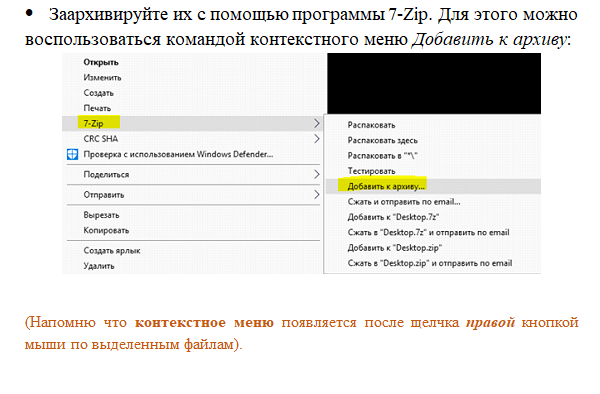 • Заархивируйте их с помощью программы 7-Zip. Для этого можно
воспользоваться командой контекстного меню Добавить к архиву:
Открыть
Изменить
Создать
Печать
7-Zip
CRC SHA
Проверка с использованием Windows Defender...
Поделиться
Отправить
Вырезать
Копировать
Создать ярлык
Удалить
Распаковать
Распаковать здесь
Распаковать в "*\"
Тестировать
Добавить к архиву...
Сжать и отправить по email...
Добавить к "Desktop.7z"
Сжать в "Desktop.7z" и отправить по email
Добавить к "Desktop.zip"
Сжать в "Desktop.zip" и отправить по email
(Напомню что контекстное меню появляется после щелчка правой кнопкой
мыши по выделенным файлам).